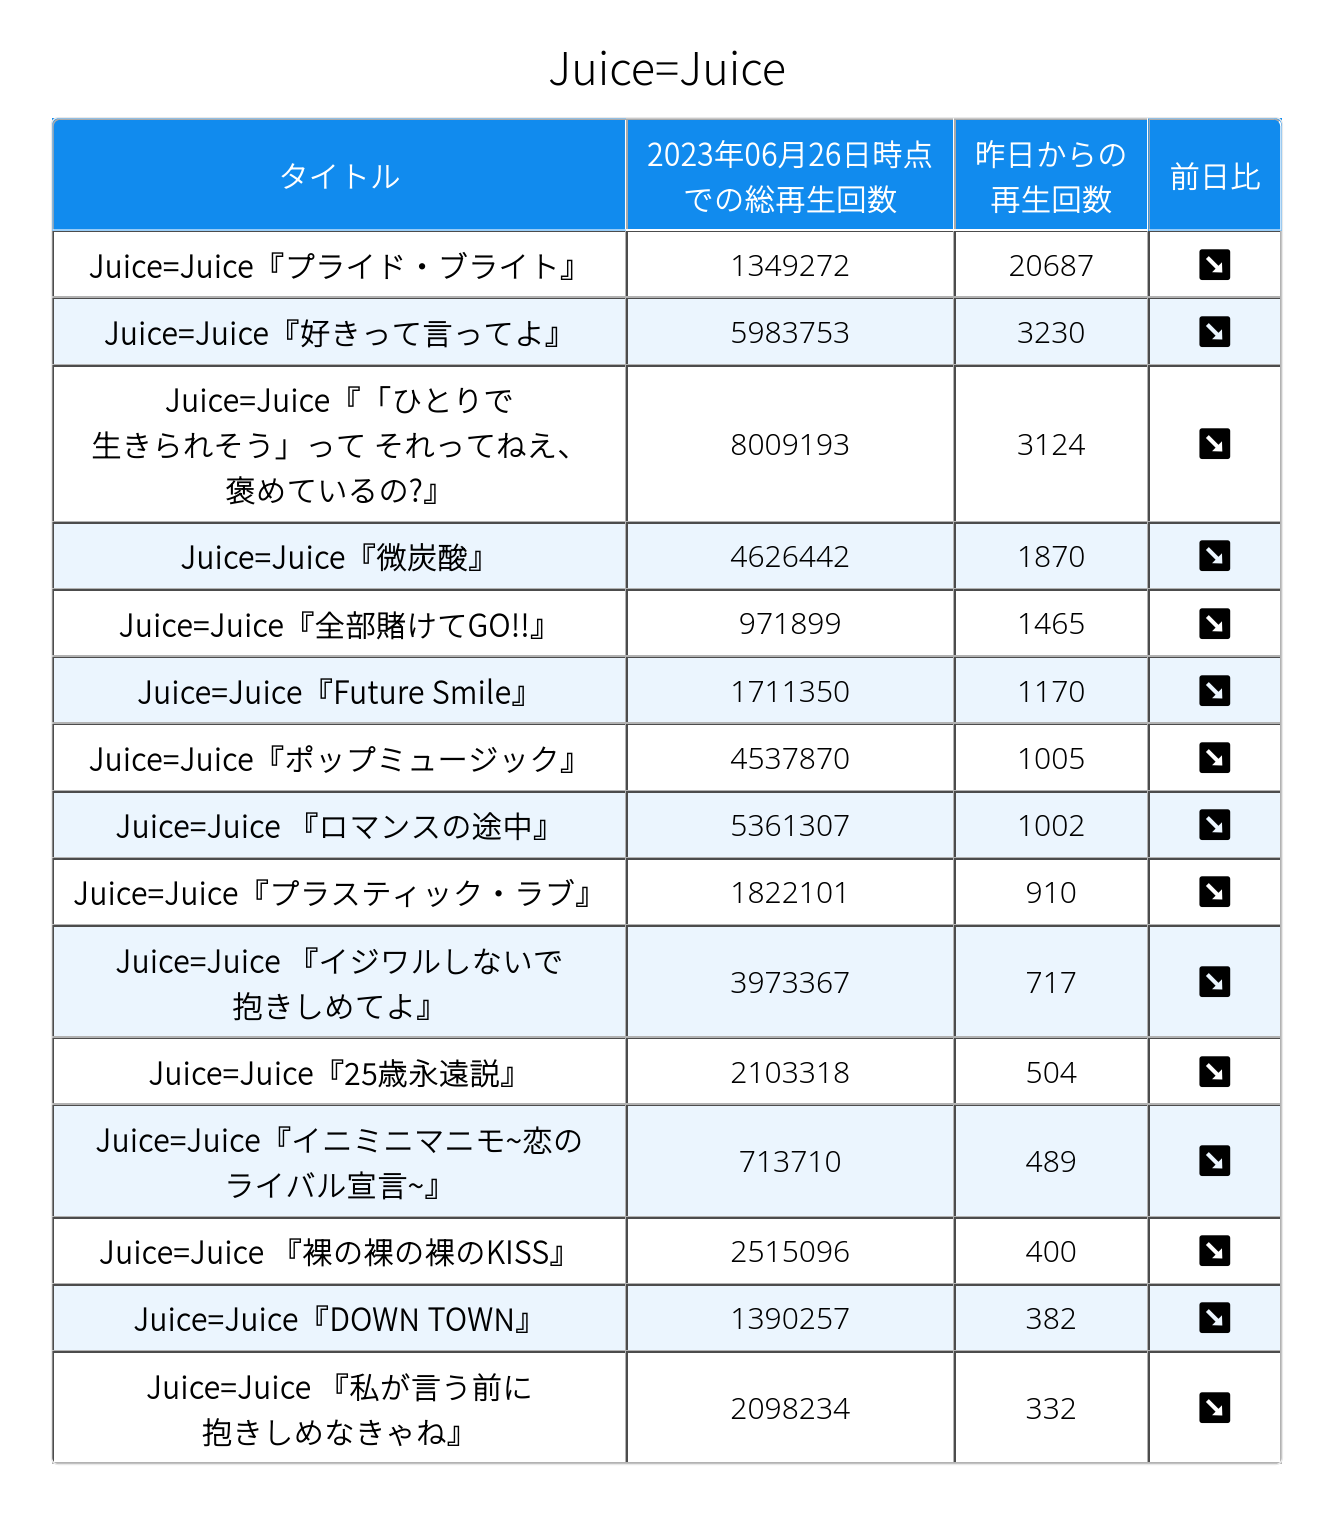 Juice=Juice
タイトル
2023年06月26日時点
での総再生回数
昨日からの
再生回数
前日比
Juice=Juice『プライド・ブライト』
1349272
20687
Juice=Juice『好きって言ってよ』
5983753
3230
Juice=Juice『「ひとりで
生きられそう」って それってねえ、
褒めているの?』
8009193
3124
Juice=Juice『微炭酸』
4626442
1870
Juice=Juice『全部賭けてGO!!』
971899
1465
Juice=Juice『Future Smile』
1711350
1170
Juice=Juice『ポップミュージック』
4537870
1005
Juice=Juice 『ロマンスの途中』
5361307
1002
Juice=Juice『プラスティック・ラブ』
1822101
910
Juice=Juice 『イジワルしないで
抱きしめてよ』
3973367
717
Juice=Juice『25歳永遠説』
2103318
504
Juice=Juice『イニミニマニモ~恋の
ライバル宣言~』
713710
489
Juice=Juice 『裸の裸の裸のKISS』
2515096
400
Juice=Juice『DOWN TOWN』
1390257
382
Juice=Juice 『私が言う前に
抱きしめなきゃね』
2098234
332